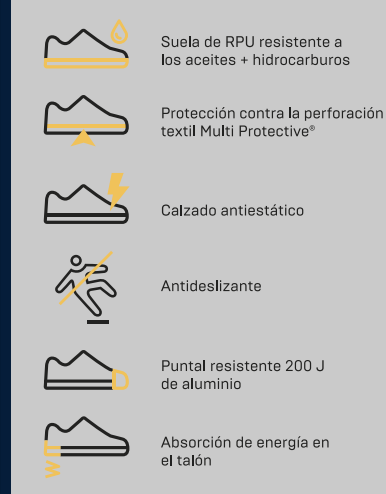 Suela de RPU resistente a
los aceites + hidrocarburos
Protección contra la perforación
textil Multi Protective®
Calzado antiestático
Antideslizante
Puntal resistente 200 J
de aluminio
Absorción de energía en
el talón